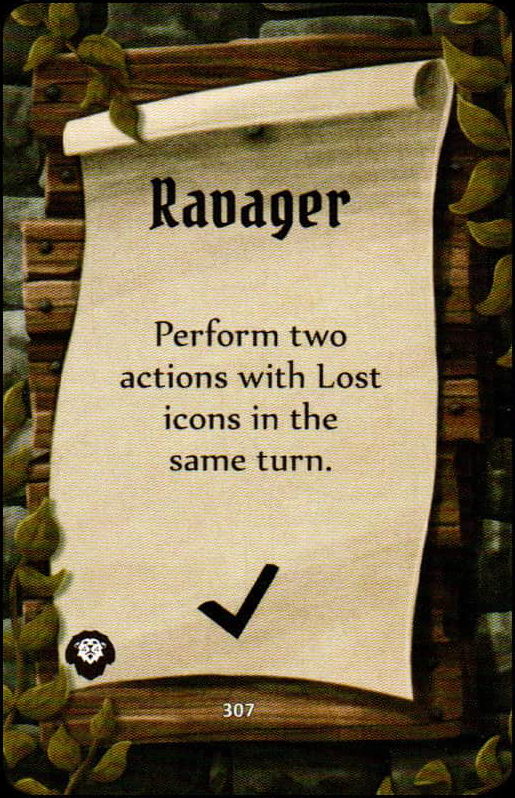 Ravager
Perform two
actions with Lost
icons in the
same turn.
307